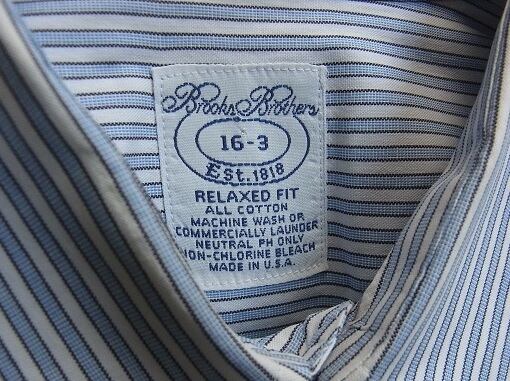 Brooks Brothers
16-3
Est. 1818
RELAXED FIT
ALL COTTON
MACHINE WASH OR
COMMERCIALLY LAUNDER
NEUTRAL PH ONLY
NON-CHLORINE BLEACH
MADE IN U.S.A.